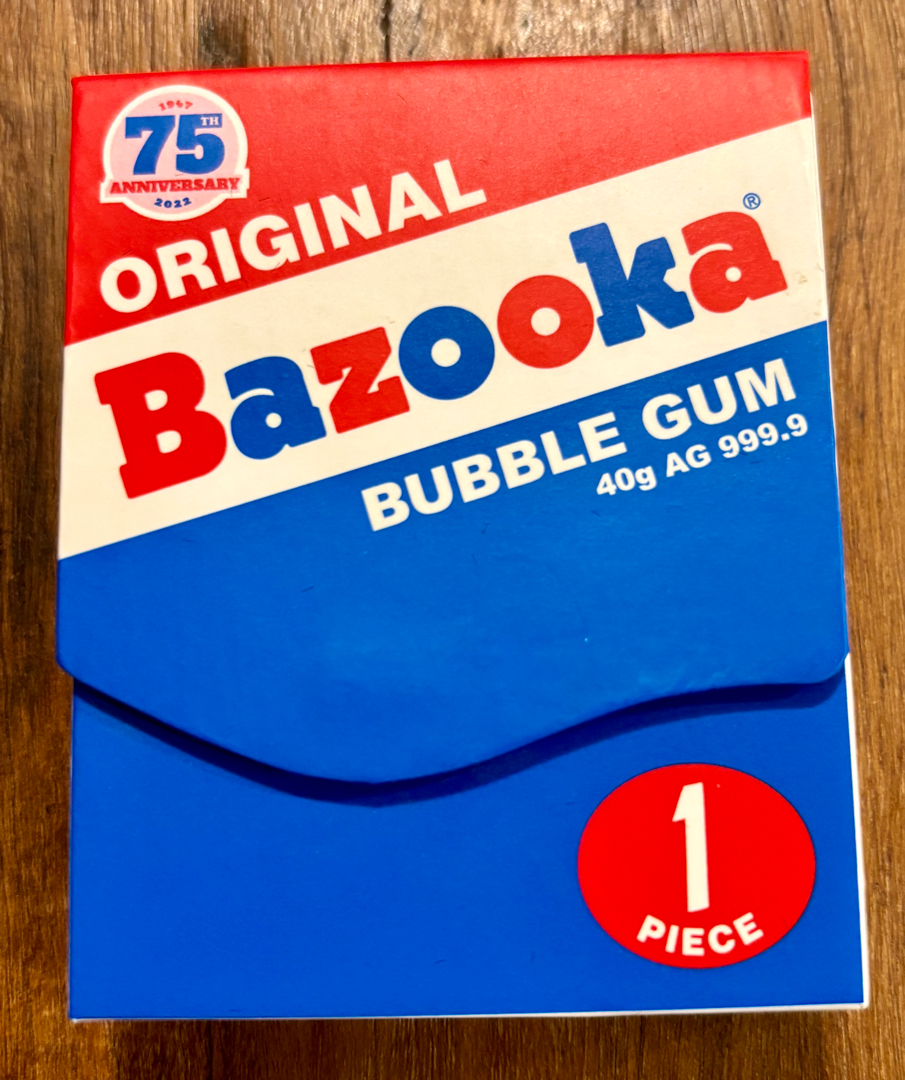 1947
75TH
ANNIVERSARY
2022
ORIGINAL
Bazooka®
BUBBLE GUM
40g AG 999.9
1
PIECE